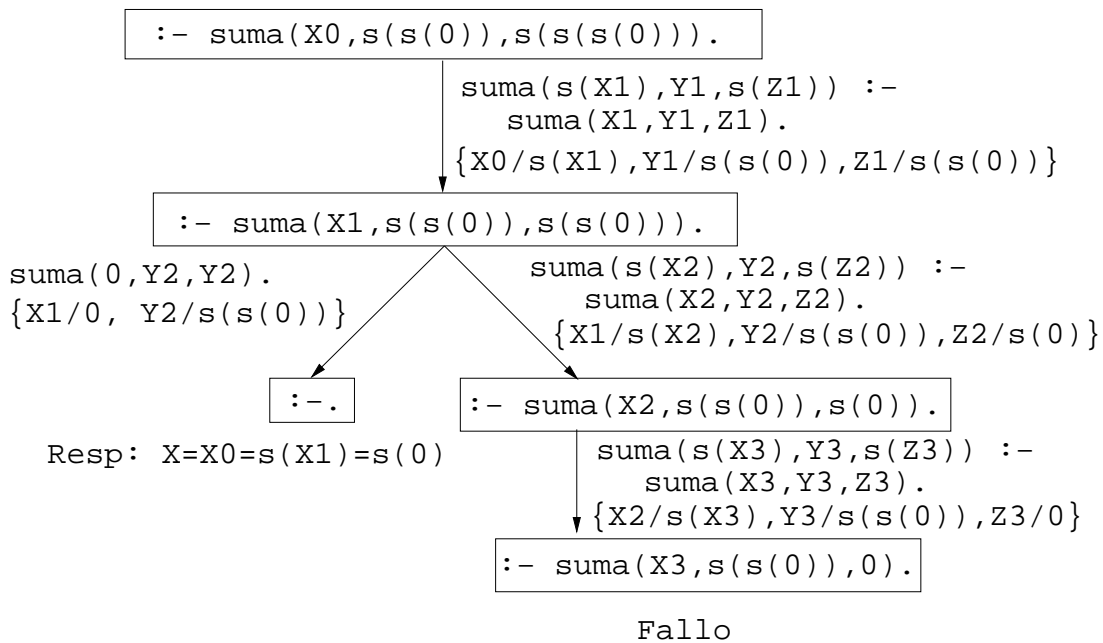 :- suma(X0,s(s(0)),s(s(s(0))).
suma(s(X1),Y1,s(Z1)) :-
suma(X1,Y1,Z1).
{X0/s(X1),Y1/s(s(0)),Z1/s(s(0))}
:- suma(X1,s(s(0)),s(s(0))).
suma(0,Y2,Y2).
{X1/0, Y2/s(s(0))}
suma(s(X2),Y2,s(Z2)) :-
suma(X2,Y2,Z2).
{X1/s(X2),Y2/s(s(0)),Z2/s(0)}
:-.
Resp: X=X0=s(X1)=s(0)
:- suma(X2,s(s(0)),s(0)).
suma(s(X3),Y3,s(Z3)) :-
suma(X3,Y3,Z3).
{X2/s(X3),Y3/s(s(0)),Z3/0}
:- suma(X3,s(s(0)),0).
Fallo